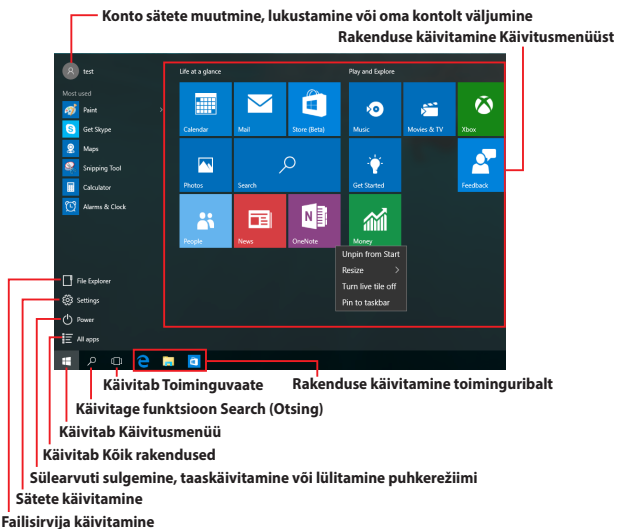 Konto sätete muutmine, lukustamine või oma kontolt väljumine
Rakenduse käivitamine Käivitusmenüüst
test
Life at a glance
Play and Explore
Most used
Paint
Get Skype
Maps
Snipping Tool
Calculator
Alarms & Clock
Calendar
Mail
Store (Beta)
Music
Movies & TV
Xbox
Photos
Search
Get Started
Feedback
People
News
OneNote
Money
Unpin from Start
Resize
Turn live tile off
Pin to taskbar
File Explorer
Settings
Power
All apps
Käivitab Toiminguvaate
Rakenduse käivitamine toiminguribalt
Käivitage funktsioon Search (Otsing)
Käivitab Käivitusmenüü
Käivitab Kõik rakendused
Sülearvuti sulgemine, taaskäivitamine või lülitamine puhkerežiimi
Sätete käivitamine
Failisirvija käivitamine